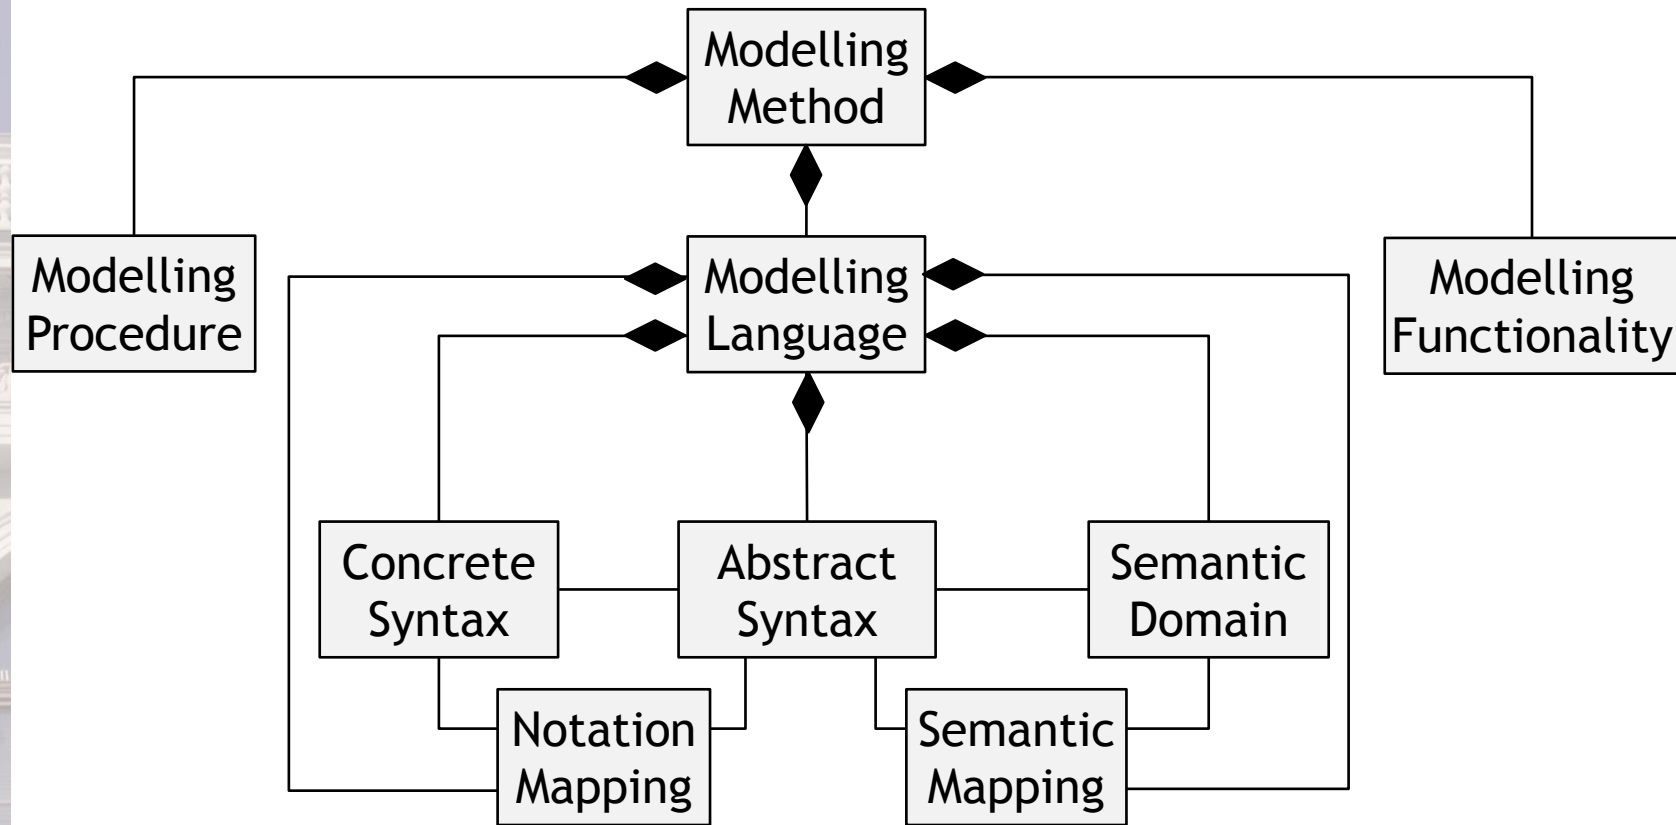 Modelling
Method
Modelling
Procedure
Modelling
Language
Modelling
Functionality
Concrete
Syntax
Abstract
Syntax
Semantic
Domain
Notation
Mapping
Semantic
Mapping